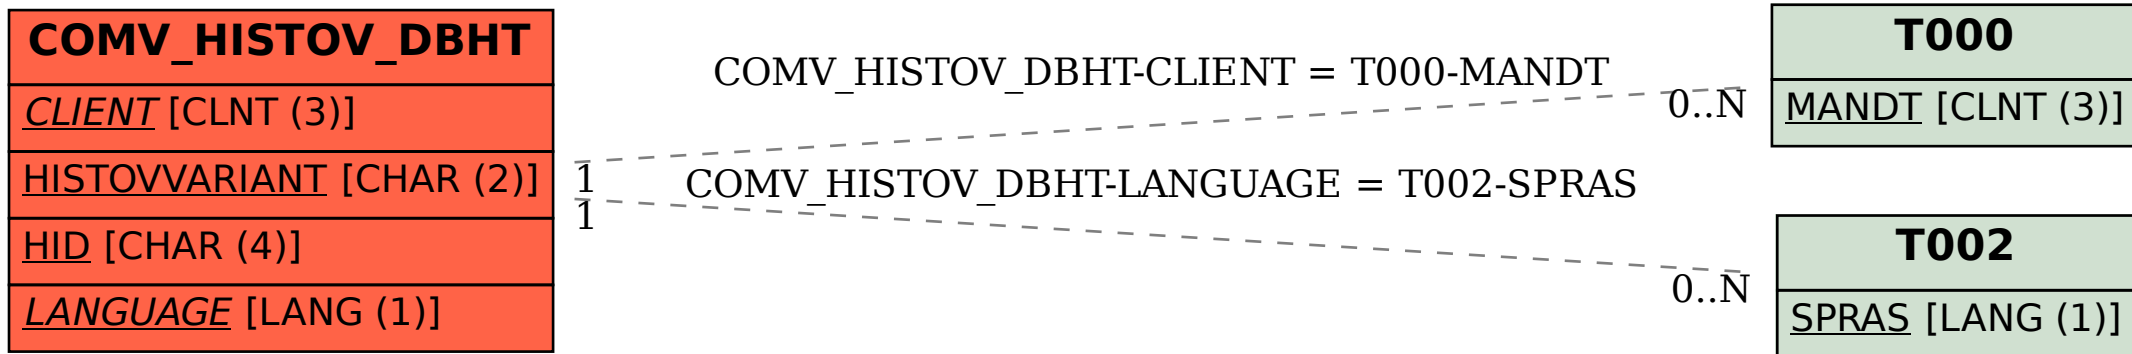 COMV_HISTOV_DBHT
CLIENT [CLNT (3)]
HISTOVVARIANT [CHAR (2)]
HID [CHAR (4)]
LANGUAGE [LANG (1)]
COMV_HISTOV_DBHT-CLIENT = T000-MANDT
0..N
1
COMV_HISTOV_DBHT-LANGUAGE = T002-SPRAS
1
0..N
T000
MANDT [CLNT (3)]
T002
SPRAS [LANG (1)]